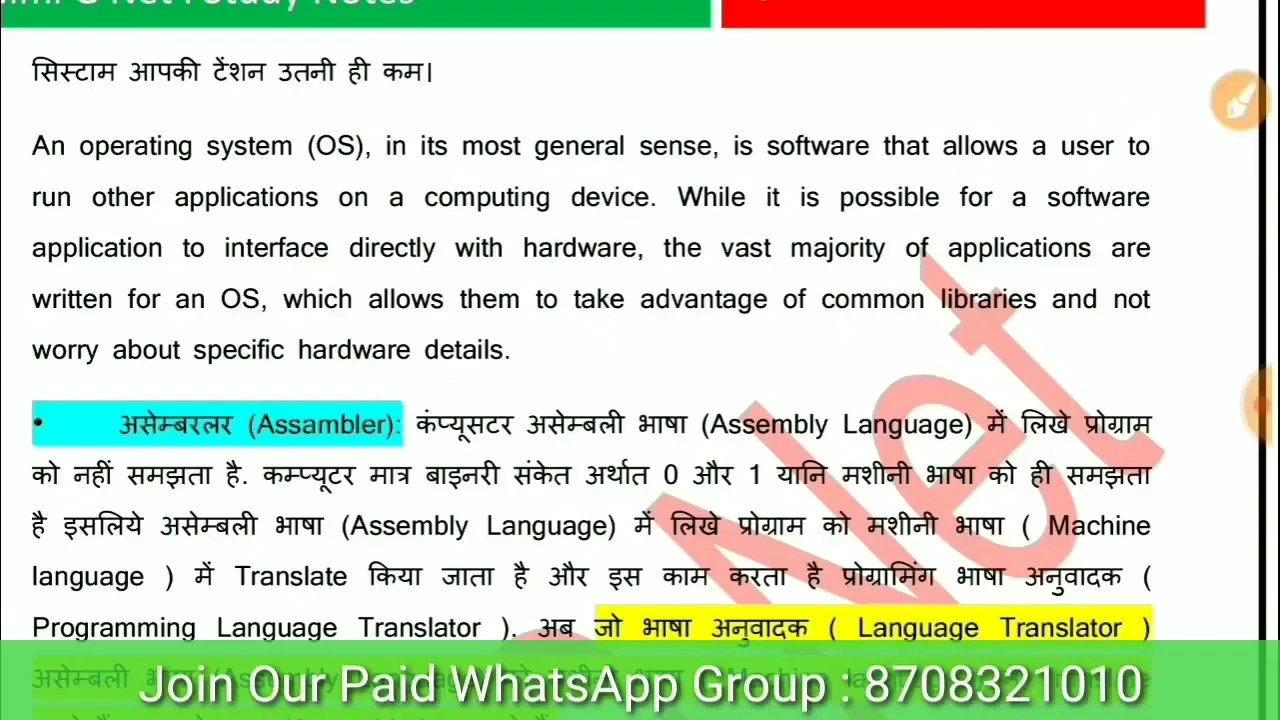 सिस्टाम आपकी टेंशन उतनी ही कम।
An operating system (OS), in its most general sense, is software that allows a user to
run other applications on a computing device. While it is possible for a software
application to interface directly with hardware, the vast majority of applications are
written for an OS, which allows them to take advantage of common libraries and not
worry about specific hardware details.
• असेम्बरलर (Assambler): कंप्यूसटर असेम्बली भाषा (Assembly Language) में लिखे प्रोग्राम
को नहीं समझता है. कम्प्यूटर मात्र बाइनरी संकेत अर्थात 0 और 1 यानि मशीनी भाषा को ही समझता
है इसलिये असेम्बली भाषा (Assembly Language) में लिखे प्रोग्राम को मशीनी भाषा ( Machine
language ) में Translate किया जाता है और इस काम करता है प्रोग्रामिंग भाषा अनुवादक (
Programming Language Translator ). अब जो भाषा अनुवादक ( Language Translator )
असेम्बली
Join Our Paid WhatsApp Group : 8708321010
Net